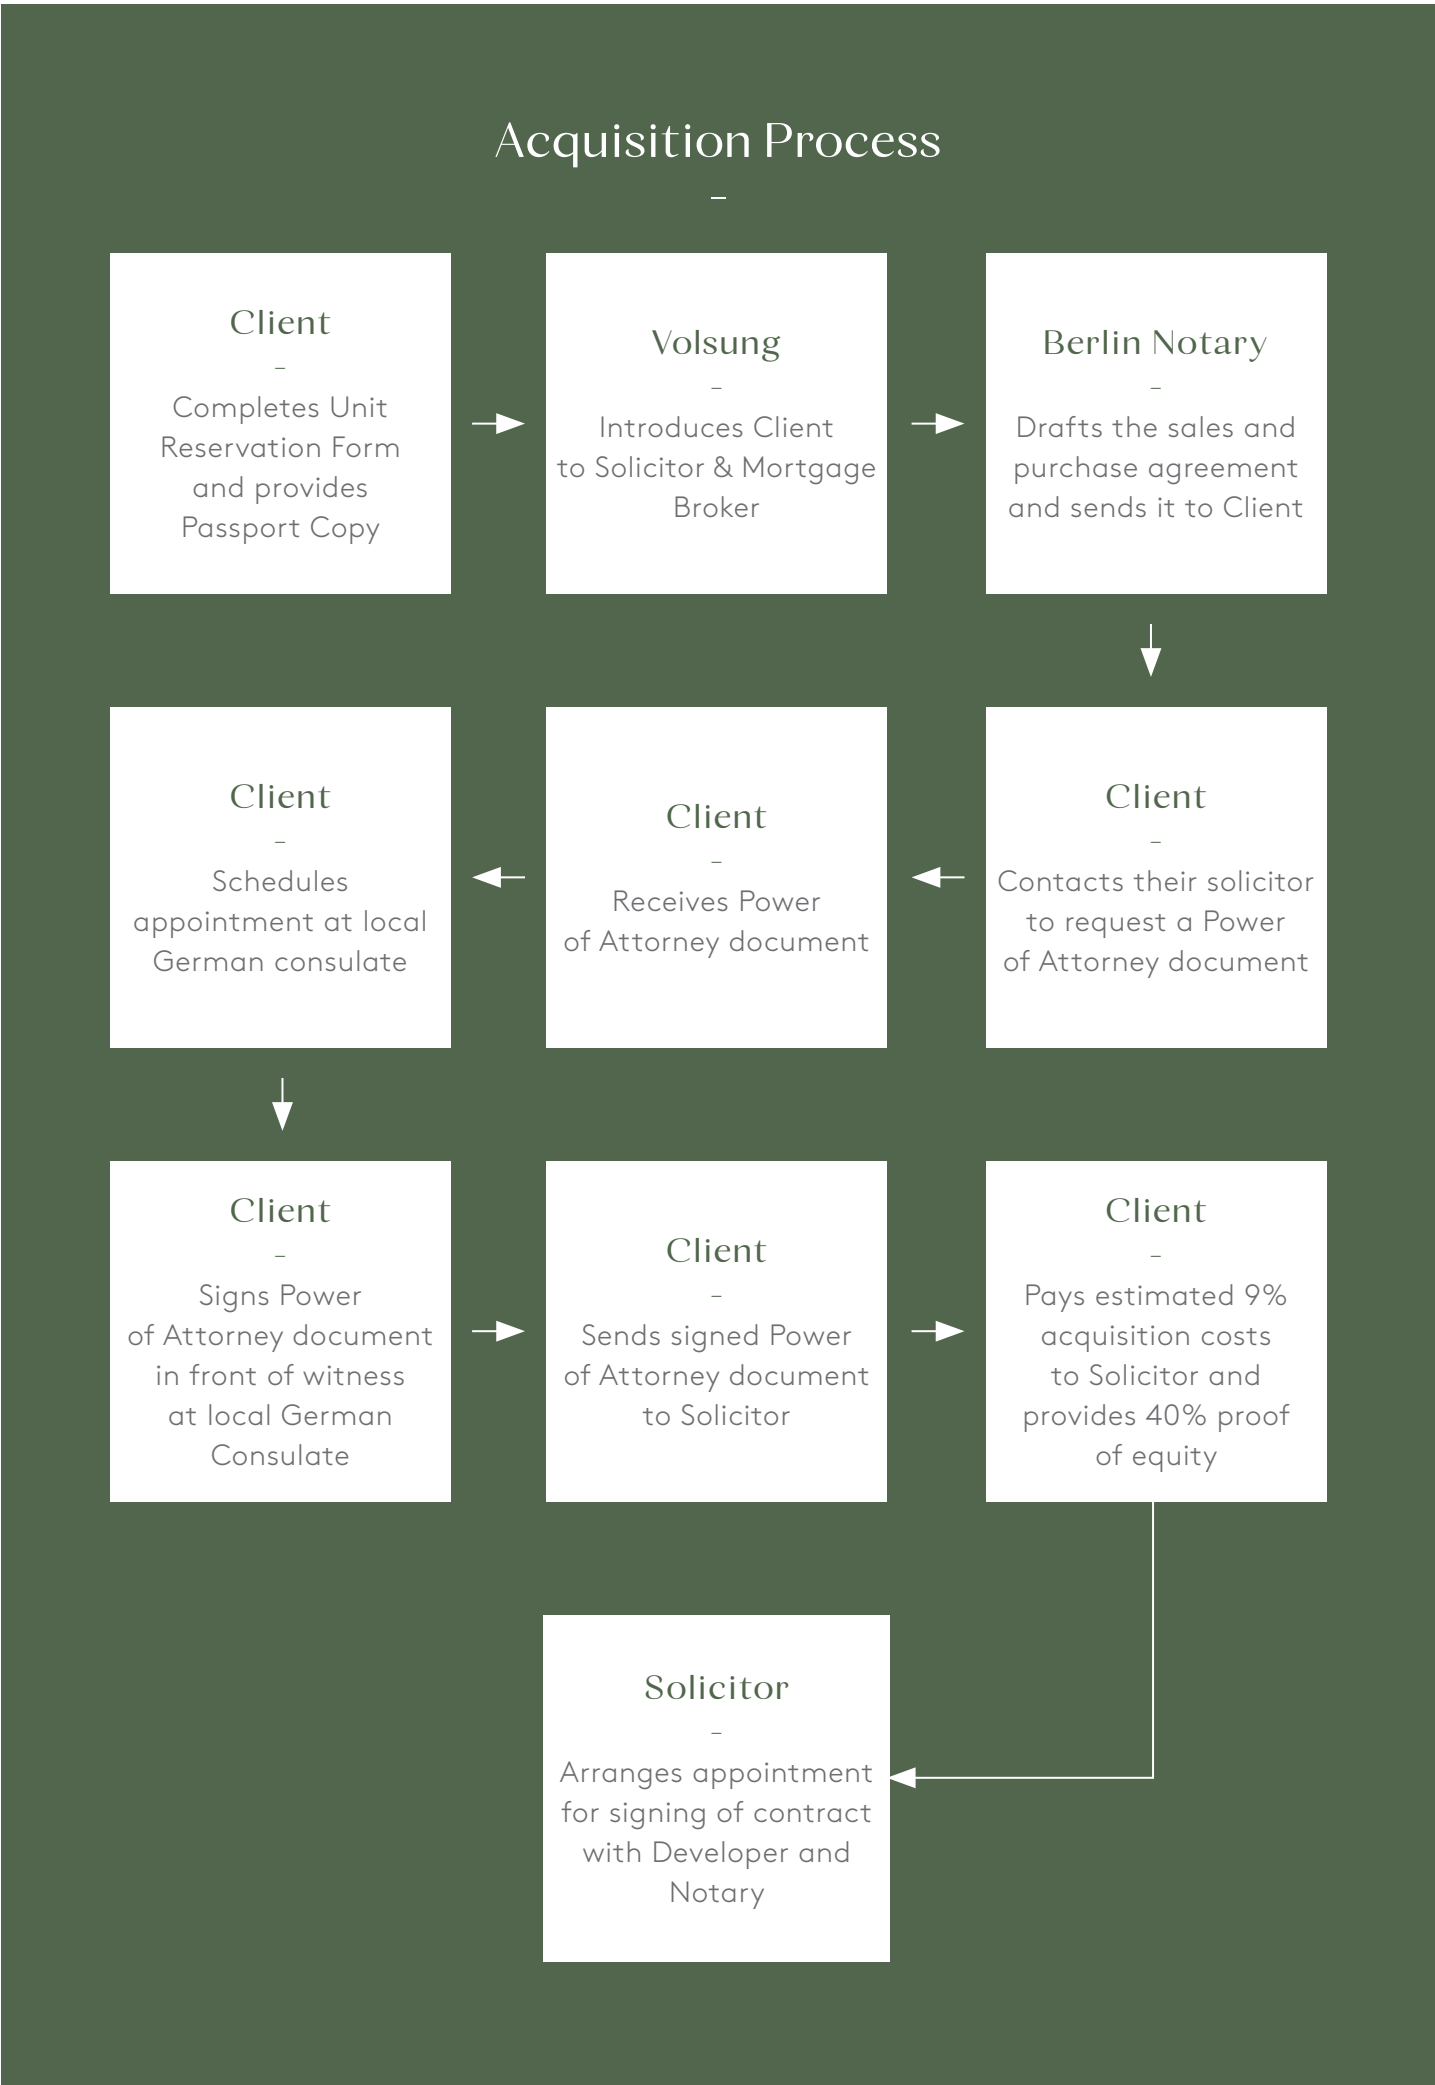 Acquisition Process
–
Client
–
Completes Unit
Reservation Form
and provides
Passport Copy
Volsung
–
Introduces Client
to Solicitor & Mortgage
Broker
Berlin Notary
–
Drafts the sales and
purchase agreement
and sends it to Client
Client
–
Contacts their solicitor
to request a Power
of Attorney document
Client
–
Receives Power
of Attorney document
Client
–
Schedules
appointment at local
German consulate
Client
–
Signs Power
of Attorney document
in front of witness
at local German
Consulate
Client
–
Sends signed Power
of Attorney document
to Solicitor
Client
–
Pays estimated 9%
acquisition costs
to Solicitor and
provides 40% proof
of equity
Solicitor
–
Arranges appointment
for signing of contract
with Developer and
Notary